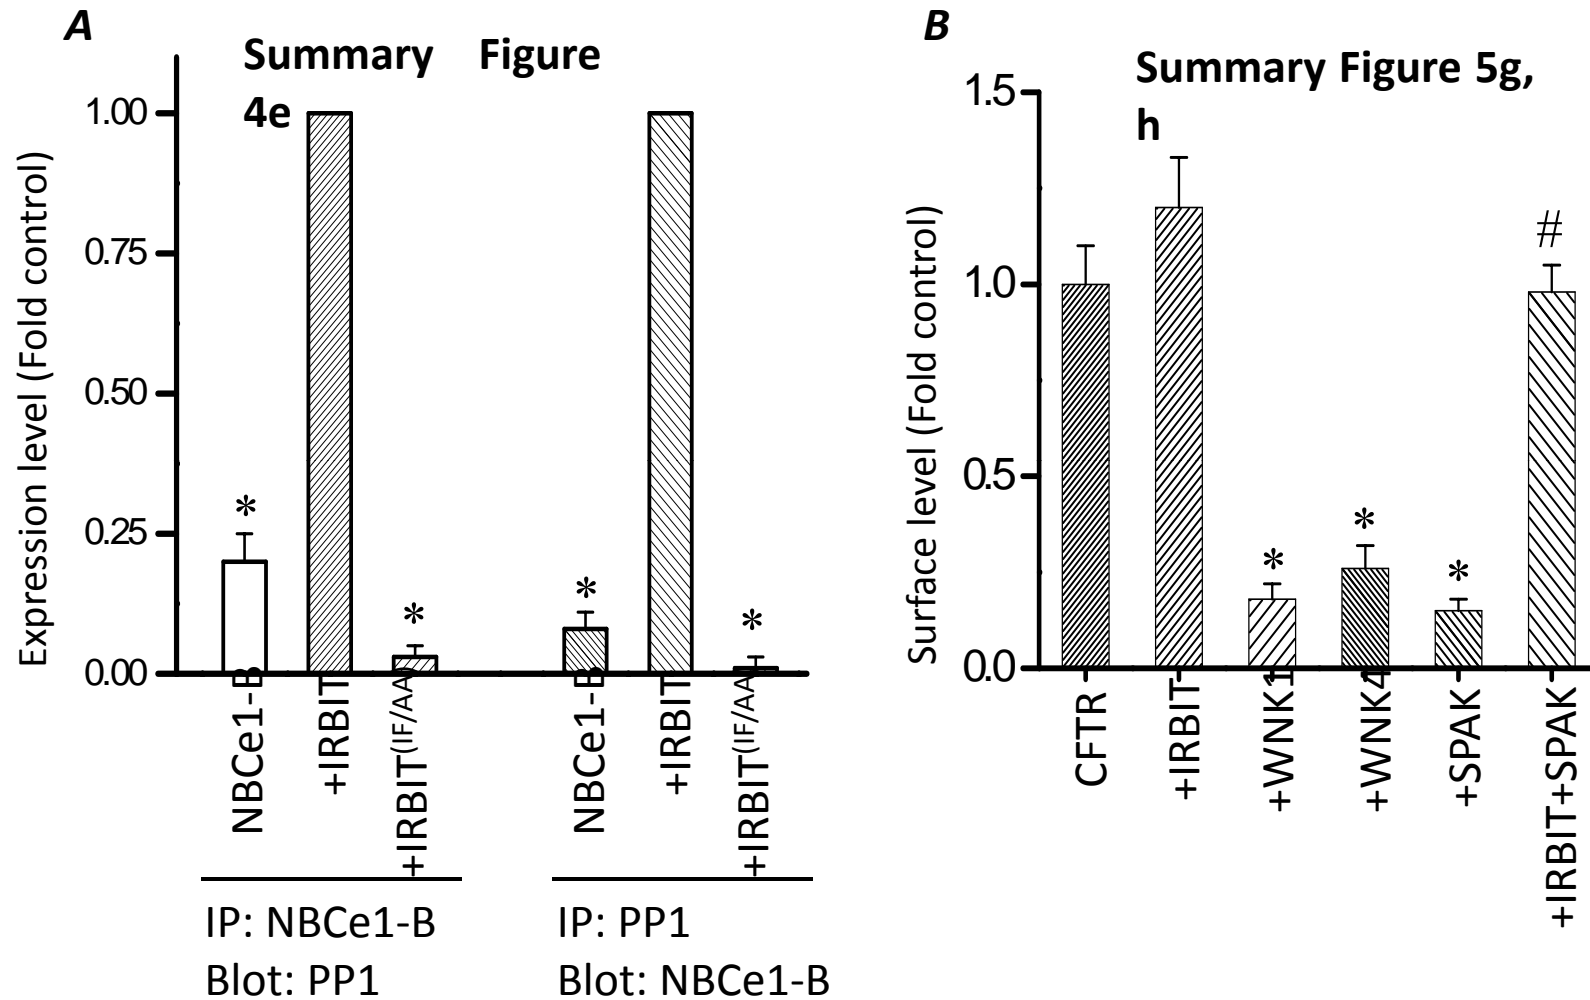 A
Summary Figure
4e
Expression level (Fold control)
1.00
0.75
0.50
0.25
0.00
*
*
*
*
NBCe1-B
+IRBIT
+IRBIT(IF/AA)
NBCe1-B
+IRBIT
+IRBIT(IF/AA)
IP: NBCe1-B
Blot: PP1
IP: PP1
Blot: NBCe1-B
B
Summary Figure 5g,
h
Surface level (Fold control)
1.5
1.0
0.5
0.0
*
*
*
#
CFTR
+IRBIT
+WNK1
+WNK4
+SPAK
+IRBIT+SPAK